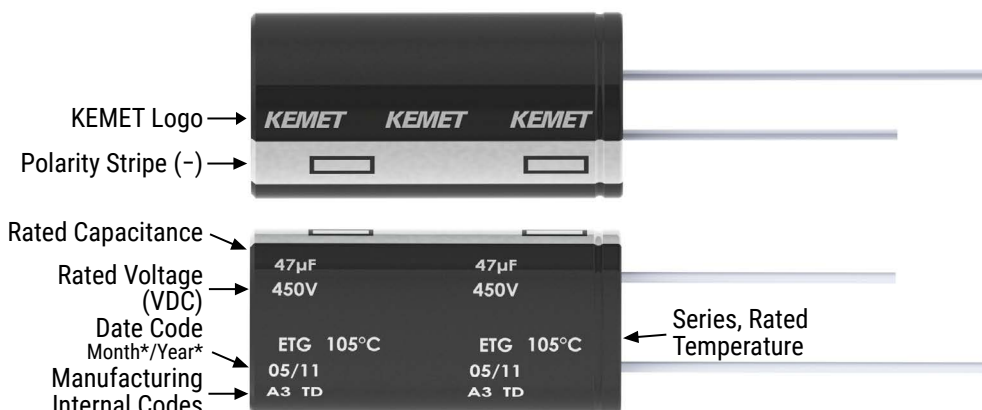 KEMET Logo
KEMET KEMET KEMET
Polarity Stripe (−)
Rated Capacitance
47µF 47µF
Rated Voltage
(VDC)
450V 450V
Date Code
Month*/Year*
ETG 105°C ETG 105°C
Series, Rated
Temperature
05/11 05/11
Manufacturing
Internal Codes
A3 TD A3 TD